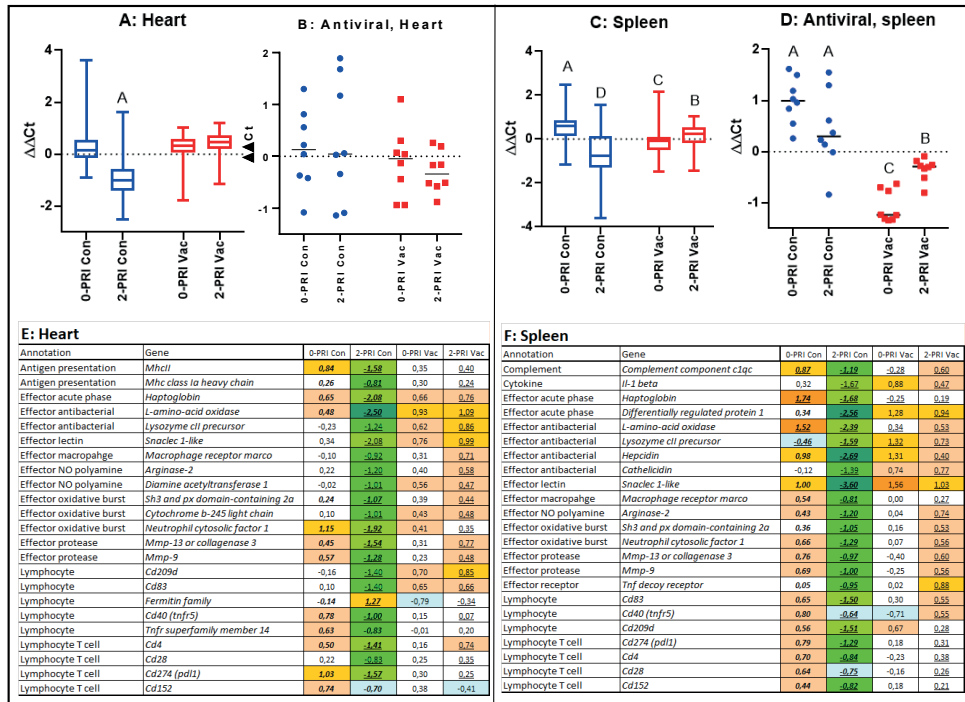 A: Heart
ΔΔCt
4
2
0
-2
A
0-PRI Con
2-PRI Con
0-PRI Vac
2-PRI Vac
B: Antiviral, Heart
▲▲Ct
2
1
0
-1
0-PRI Con
2-PRI Con
0-PRI Vac
2-PRI Vac
C: Spleen
ΔΔCt
4
2
0
-2
-4
A
D
C
B
0-PRI Con
2-PRI Con
0-PRI Vac
2-PRI Vac
D: Antiviral, spleen
ΔΔCt
2
1
0
-1
A
A
C
B
0-PRI Con
2-PRI Con
0-PRI Vac
2-PRI Vac
E: Heart
Annotation Gene 0-PRI Con 2-PRI Con 0-PRI Vac 2-PRI Vac
Antigen presentation MhcII 0,84 -1,58 0,35 0,40
Antigen presentation Mhc class Ia heavy chain 0,26 -0,81 0,30 0,24
Effector acute phase Haptoglobin 0,65 -2,08 0,66 0,76
Effector antibacterial L-amino-acid oxidase 0,48 -2,50 0,93 1,09
Effector antibacterial Lysozyme cII precursor -0,23 -1,24 0,62 0,86
Effector lectin Snaclec 1-like 0,34 -2,08 0,76 0,99
Effector macropahge Macrophage receptor marco -0,10 -0,92 0,31 0,71
Effector NO polyamine Arginase-2 0,22 -1,20 0,40 0,58
Effector NO polyamine Diamine acetyltransferase 1 -0,02 -1,01 0,56 0,47
Effector oxidative burst Sh3 and px domain-containing 2a 0,24 -1,07 0,39 0,44
Effector oxidative burst Cytochrome b-245 light chain 0,10 -1,01 0,43 0,48
Effector oxidative burst Neutrophil cytosolic factor 1 1,15 -1,92 0,41 0,35
Effector protease Mmp-13 or collagenase 3 0,45 -1,54 0,31 0,77
Effector protease Mmp-9 0,57 -1,28 0,23 0,48
Lymphocyte Cd209d -0,16 -1,40 0,70 0,85
Lymphocyte Cd83 0,10 -1,40 0,65 0,66
Lymphocyte Fermitin family -0,14 1,27 -0,79 -0,34
Lymphocyte Cd40 (tnfr5) 0,78 -1,00 0,15 0,07
Lymphocyte Tnfr superfamily member 14 0,63 -0,83 -0,01 0,20
Lymphocyte T cell Cd4 0,50 -1,41 0,16 0,74
Lymphocyte T cell Cd28 0,22 -0,83 0,25 0,35
Lymphocyte T cell Cd274 (pdl1) 1,03 -1,57 0,30 0,25
Lymphocyte T cell Cd152 0,74 -0,70 0,38 -0,41
F: Spleen
Annotation Gene 0-PRI Con 2-PRI Con 0-PRI Vac 2-PRI Vac
Complement Complement component c1qc 0,87 -1,19 -0,28 0,60
Cytokine Il-1 beta 0,32 -1,67 0,88 0,47
Effector acute phase Haptoglobin 1,74 -1,68 -0,25 0,19
Effector acute phase Differentially regulated protein 1 0,34 -2,56 1,28 0,94
Effector antibacterial L-amino-acid oxidase 1,52 -2,39 0,34 0,53
Effector antibacterial Lysozyme cII precursor -0,46 -1,59 1,32 0,73
Effector antibacterial Hepcidin 0,98 -2,69 1,31 0,40
Effector antibacterial Cathelicidin -0,12 -1,39 0,74 0,77
Effector lectin Snaclec 1-like 1,00 -3,60 1,56 1,03
Effector macropahge Macrophage receptor marco 0,54 -0,81 0,00 0,27
Effector NO polyamine Arginase-2 0,43 -1,20 0,04 0,74
Effector oxidative burst Sh3 and px domain-containing 2a 0,36 -1,05 0,16 0,53
Effector oxidative burst Neutrophil cytosolic factor 1 0,66 -1,29 0,07 0,56
Effector protease Mmp-13 or collagenase 3 0,76 -0,97 -0,40 0,60
Effector protease Mmp-9 0,69 -1,00 -0,25 0,56
Effector receptor Tnf decay receptor 0,05 -0,95 0,02 0,88
Lymphocyte Cd83 0,65 -1,50 0,30 0,55
Lymphocyte Cd40 (tnfr5) 0,80 -0,64 -0,71 0,55
Lymphocyte Cd209d 0,56 -1,51 0,67 0,28
Lymphocyte T cell Cd274 (pdl1) 0,79 -1,29 0,18 0,31
Lymphocyte T cell Cd4 0,70 -0,84 -0,23 0,38
Lymphocyte T cell Cd28 0,64 -0,75 -0,16 0,26
Lymphocyte T cell Cd152 0,44 -0,82 0,18 0,21